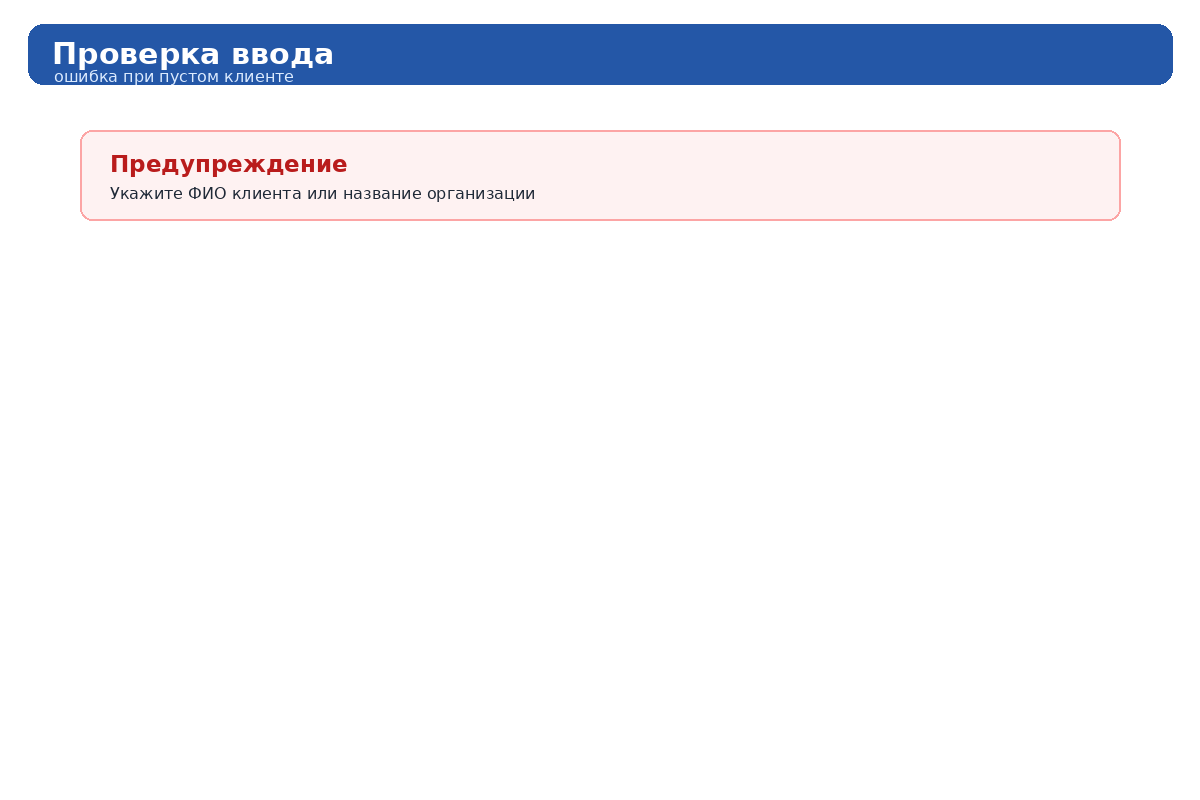 Проверка ввода
ошибка при пустом клиенте
Предупреждение
Укажите ФИО клиента или название организации